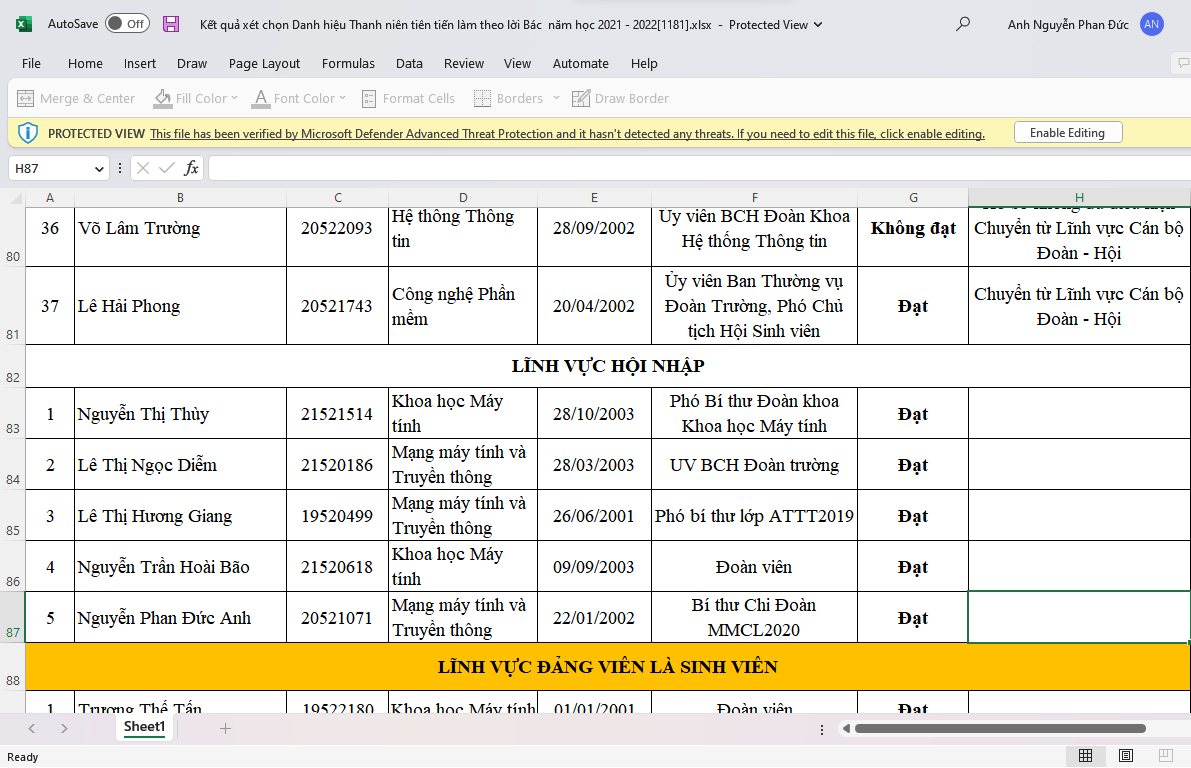 AutoSave Off Kết quả xét chọn Danh hiệu Thanh niên tiên tiến làm theo lời Bác năm học 2021 - 2022[1181].xlsx - Protected View Anh Nguyễn Phan Đức AN
File Home Insert Draw Page Layout Formulas Data Review View Automate Help
Merge & Center Fill Color Font Color Format Cells Borders Draw Border
PROTECTED VIEW This file has been verified by Microsoft Defender Advanced Threat Protection and it hasn't detected any threats. If you need to edit this file, click enable editing. Enable Editing
H87 fx
A B C D E F G H
80 36 Võ Lâm Trường 20522093 Hệ thống Thông tin 28/09/2002 Ủy viên BCH Đoàn Khoa Hệ thống Thông tin Không đạt Chuyển từ Lĩnh vực Cán bộ Đoàn - Hội
81 37 Lê Hải Phong 20521743 Công nghệ Phần mềm 20/04/2002 Ủy viên Ban Thường vụ Đoàn Trường, Phó Chủ tịch Hội Sinh viên Đạt Chuyển từ Lĩnh vực Cán bộ Đoàn - Hội
82 LĨNH VỰC HỘI NHẬP
83 1 Nguyễn Thị Thùy 21521514 Khoa học Máy tính 28/10/2003 Phó Bí thư Đoàn khoa Khoa học Máy tính Đạt
84 2 Lê Thị Ngọc Diễm 21520186 Mạng máy tính và Truyền thông 28/03/2003 UV BCH Đoàn trường Đạt
85 3 Lê Thị Hương Giang 19520499 Mạng máy tính và Truyền thông 26/06/2001 Phó bí thư lớp ATTT2019 Đạt
86 4 Nguyễn Trần Hoài Bão 21520618 Khoa học Máy tính 09/09/2003 Đoàn viên Đạt
87 5 Nguyễn Phan Đức Anh 20521071 Mạng máy tính và Truyền thông 22/01/2002 Bí thư Chi Đoàn MMCL2020 Đạt
88 LĨNH VỰC ĐẢNG VIÊN LÀ SINH VIÊN
1 Trương Thế Tấn 19522180 Khoa học Máy tính 01/01/2001 Đoàn viên Đạt
Sheet1
Ready